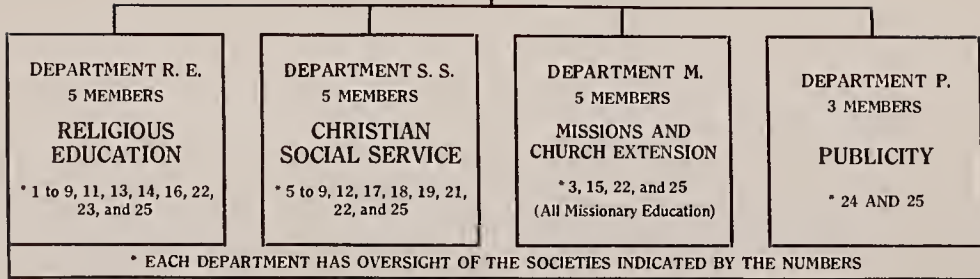 DEPARTMENT R. E.
5 MEMBERS
RELIGIOUS
EDUCATION
* 1 to 9, 11, 13, 14, 16, 22,
23, and 25
DEPARTMENT S. S.
5 MEMBERS
CHRISTIAN
SOCIAL SERVICE
* 5 to 9, 12, 17, 18, 19, 21,
22, and 25
DEPARTMENT M.
5 MEMBERS
MISSIONS AND
CHURCH EXTENSION
* 3, 15, 22, and 25
(All Missionary Education)
DEPARTMENT P.
3 MEMBERS
PUBLICITY
* 24 AND 25
* EACH DEPARTMENT HAS OVERSIGHT OF THE SOCIETIES INDICATED BY THE NUMBERS